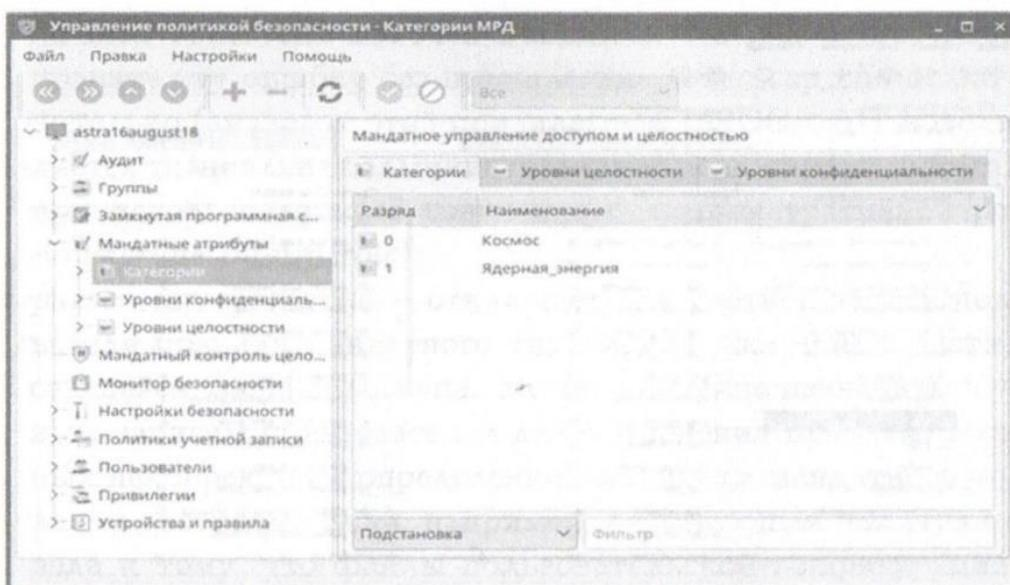 Управление политикой безопасности - Категории МРД
Файл Правка Настройки Помощь
Все
astra16august18
Аудит
Группы
Замкнутая программная с...
Мандатные атрибуты
Категории
Уровни конфиденциаль...
Уровни целостности
Мандатный контроль цело...
Монитор безопасности
Настройки безопасности
Политики учетной записи
Пользователи
Привилегии
Устройства и правила
Мандатное управление доступом и целостностью
Категории Уровни целостности Уровни конфиденциальности
Разряд Наименование
0 Космос
1 Ядерная_энергия
Подстановка Фильтр